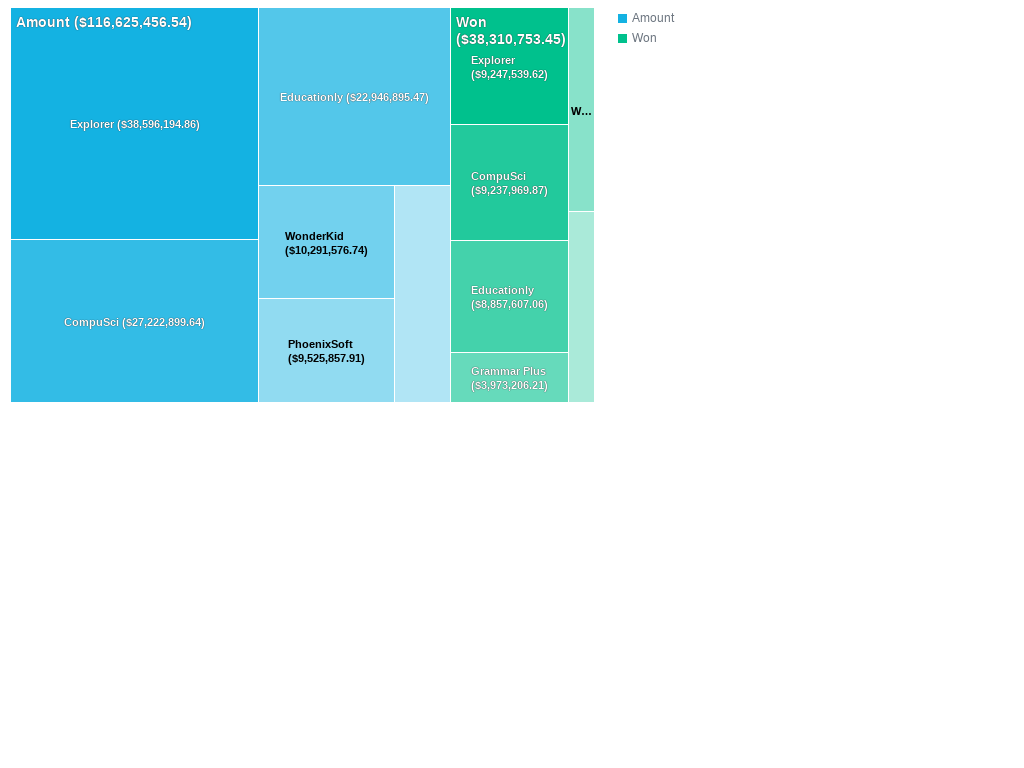 Amount ($116,625,456.54)
Explorer ($38,596,194.86)
CompuSci ($27,222,899.64)
Educationly ($22,946,895.47)
WonderKid
($10,291,576.74)
PhoenixSoft
($9,525,857.91)
Won
($38,310,753.45)
Explorer
($9,247,539.62)
CompuSci
($9,237,969.87)
Educationly
($8,857,607.06)
Grammar Plus
($3,973,206.21)
W...
Amount
Won